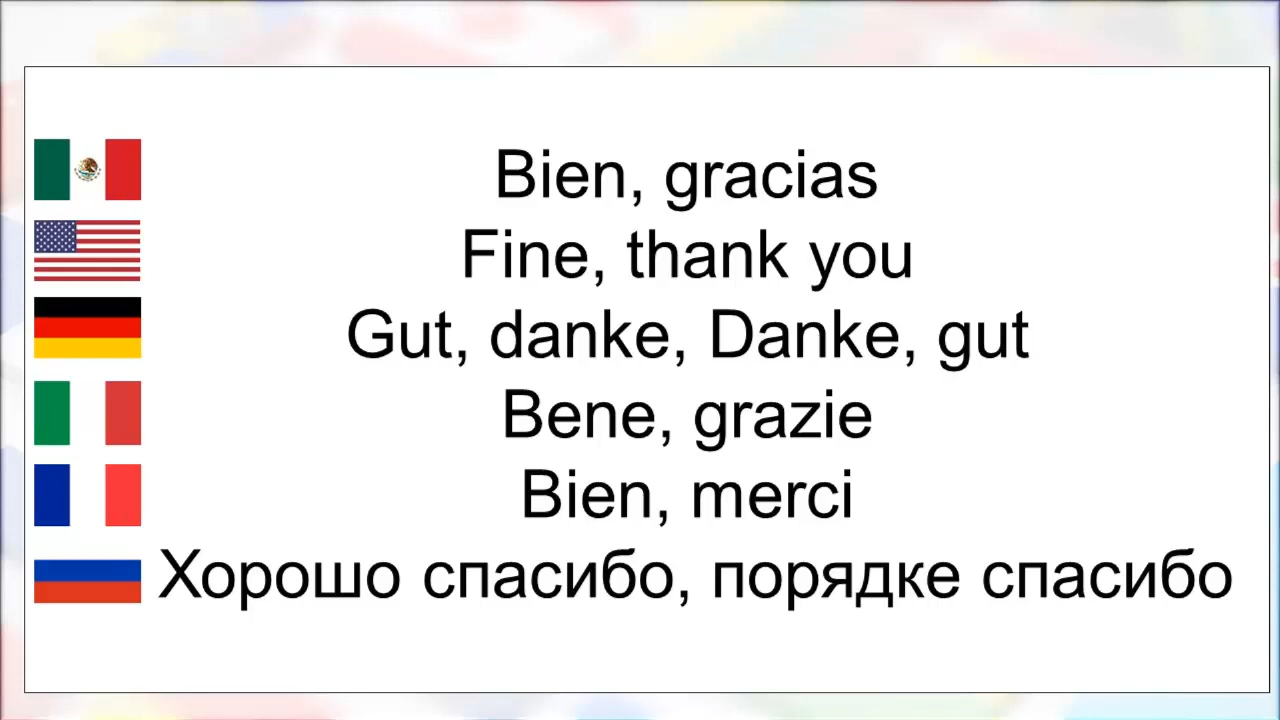 Bien, gracias
Fine, thank you
Gut, danke, Danke, gut
Bene, grazie
Bien, merci
Хорошо спасибо, порядке спасибо